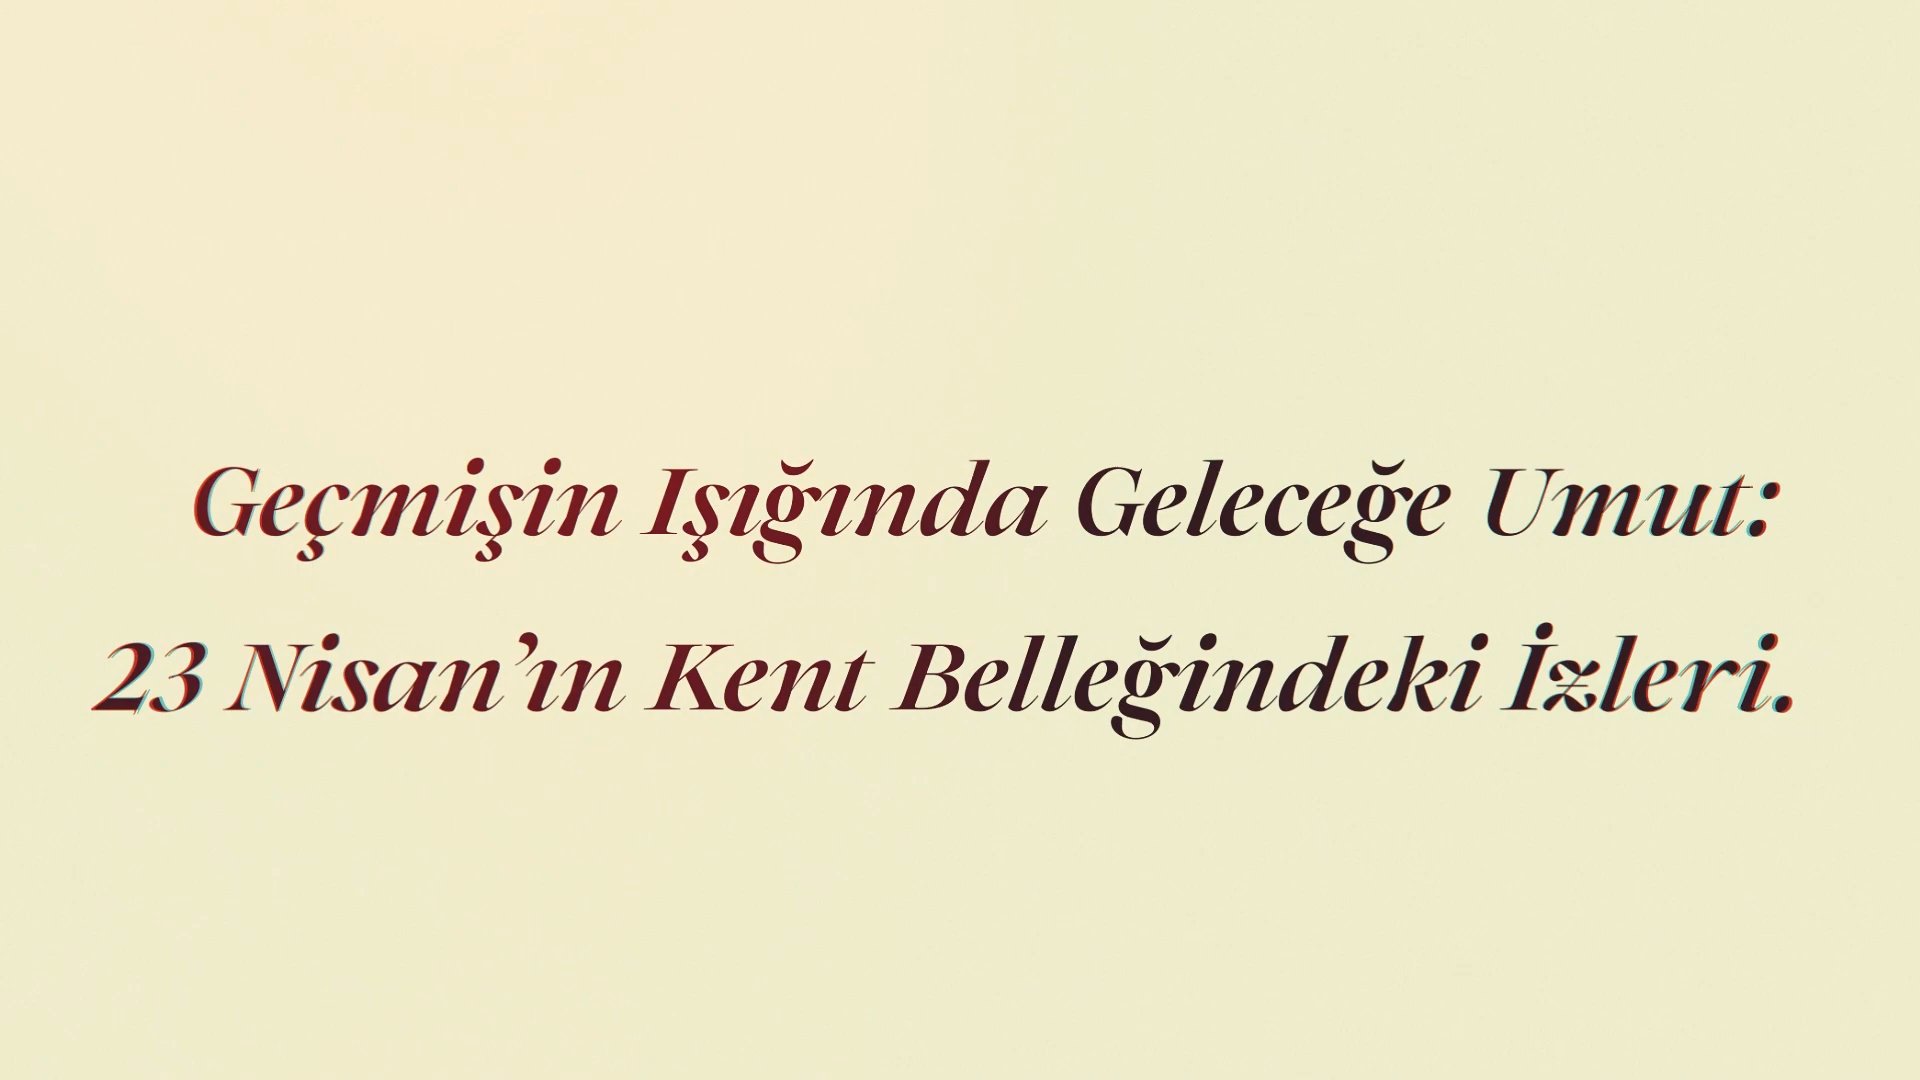 Geçmişin Işığında Geleceğe Umut:
23 Nisan’ın Kent Belleğindeki İzleri.